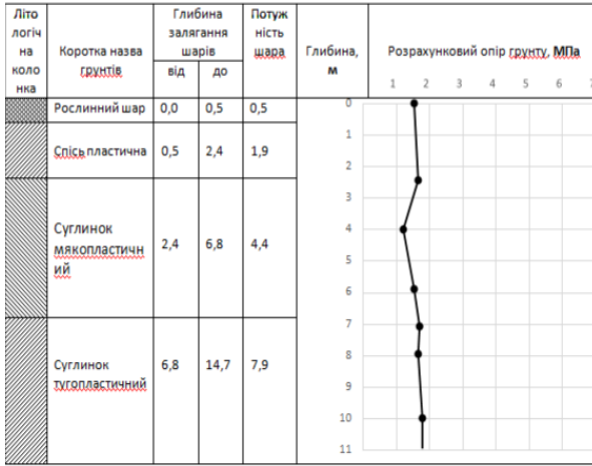 Літо
логіч
на
коло
нка
Коротка назва
грунтів
Глибина
залягання
шарів
від
до
Потуж
ність
шара
Глибина,
м
Розрахунковий опір грунту, МПа
1 2 3 4 5 6 7
Рослинний шар 0,0 0,5 0,5
Спісь пластична 0,5 2,4 1,9
Суглинок
мякопластичн
ий
2,4 6,8 4,4
Суглинок
тугопластичний
6,8 14,7 7,9
0
1
2
3
4
5
6
7
8
9
10
11